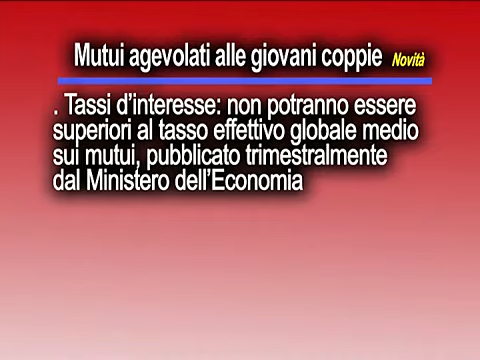 Mutui agevolati alle giovani coppie Novità
. Tassi d'interesse: non potranno essere
superiori al tasso effettivo globale medio
sui mutui, pubblicato trimestralmente
dal Ministero dell'Economia